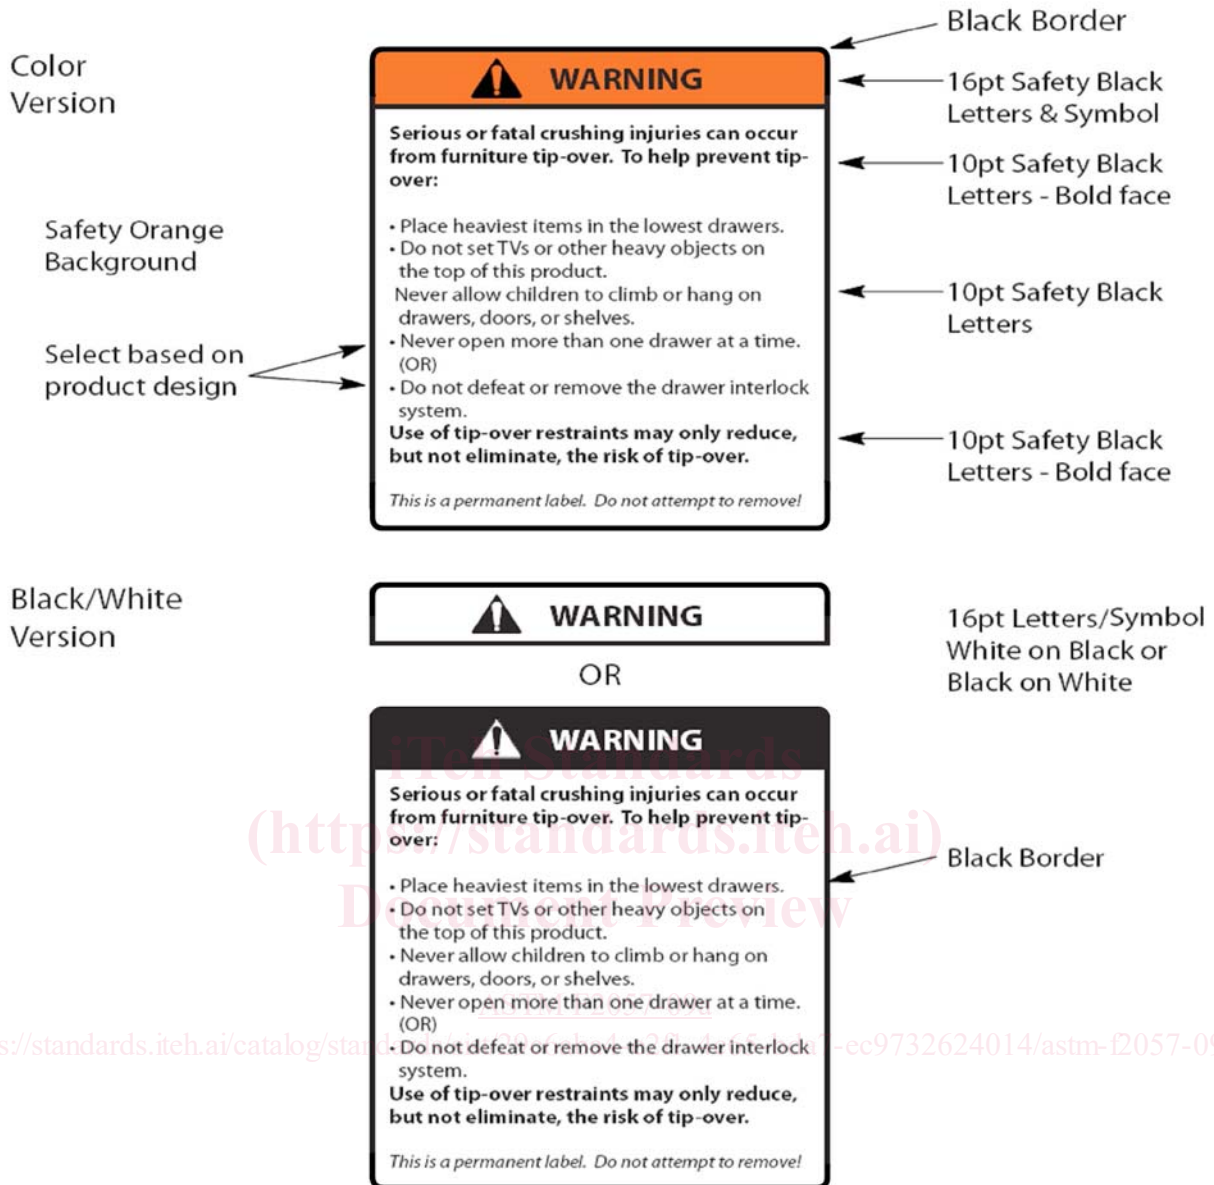 Black Border
Color
Version
WARNING
16pt Safety Black
Letters & Symbol
Serious or fatal crushing injuries can occur
from furniture tip-over. To help prevent tip-
over:
10pt Safety Black
Letters - Bold face
Safety Orange
Background
• Place heaviest items in the lowest drawers.
• Do not set TVs or other heavy objects on
the top of this product.
Never allow children to climb or hang on
drawers, doors, or shelves.
10pt Safety Black
Letters
Select based on
product design
• Never open more than one drawer at a time.
(OR)
• Do not defeat or remove the drawer interlock
system.
Use of tip-over restraints may only reduce,
but not eliminate, the risk of tip-over.
10pt Safety Black
Letters - Bold face
This is a permanent label. Do not attempt to remove!
Black/White
Version
WARNING
16pt Letters/Symbol
White on Black or
Black on White
OR
WARNING
iTeh Standards
(https://standards.iteh.ai)
Document Preview
Serious or fatal crushing injuries can occur
from furniture tip-over. To help prevent tip-
over:
Black Border
• Place heaviest items in the lowest drawers.
• Do not set TVs or other heavy objects on
the top of this product.
• Never allow children to climb or hang on
drawers, doors, or shelves.
• Never open more than one drawer at a time.
(OR)
• Do not defeat or remove the drawer interlock
system.
ASTM F2057-09a
s://standards.iteh.ai/catalog/standards/ -ec9732624014/astm-f2057-09
Use of tip-over restraints may only reduce,
but not eliminate, the risk of tip-over.
This is a permanent label. Do not attempt to remove!